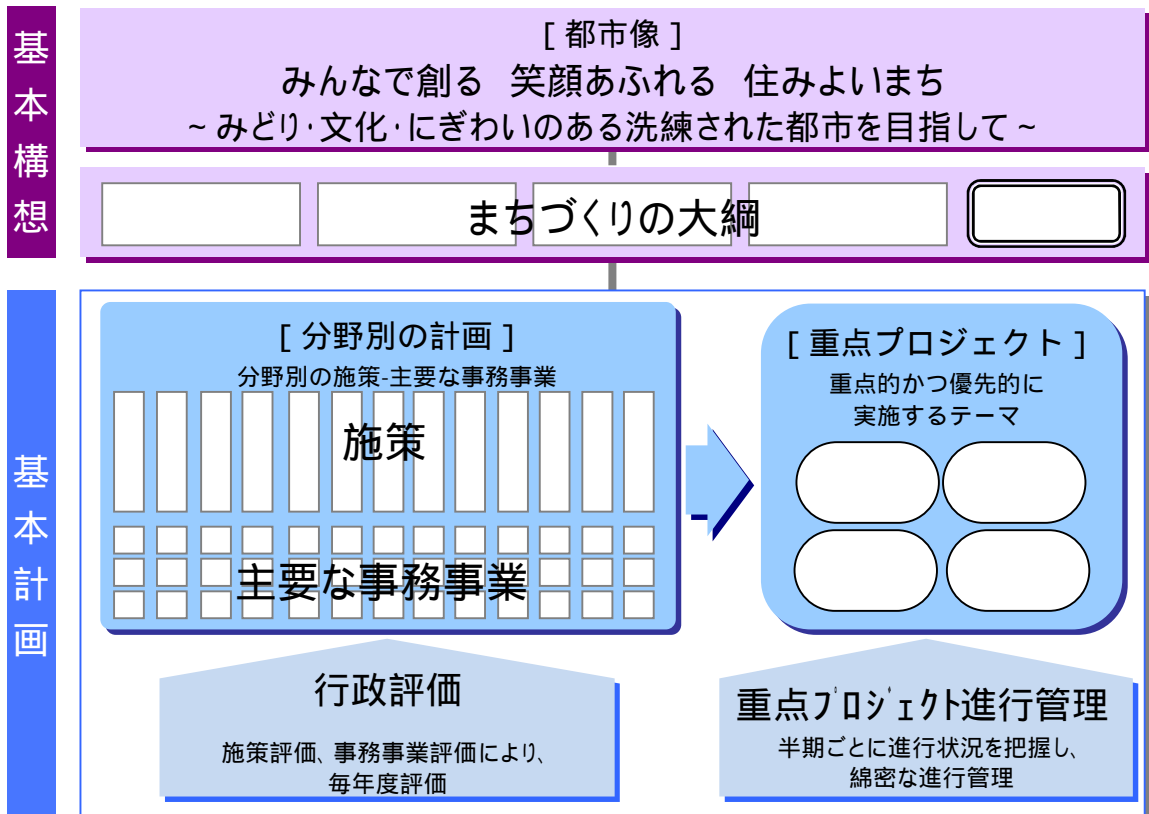 基本構想
[ 都市像 ]
みんなで創る 笑顔あふれる 住みよいまち
~ みどり・文化・にぎわいのある洗練された都市を目指して ~
まちづくりの大綱
基本計画
[ 分野別の計画 ]
分野別の施策-主要な事務事業
施策
主要な事務事業
[ 重点プロジェクト ]
重点的かつ優先的に
実施するテーマ
行政評価
施策評価、事務事業評価により、
毎年度評価
重点プロジェクト進行管理
半期ごとに進行状況を把握し、
綿密な進行管理